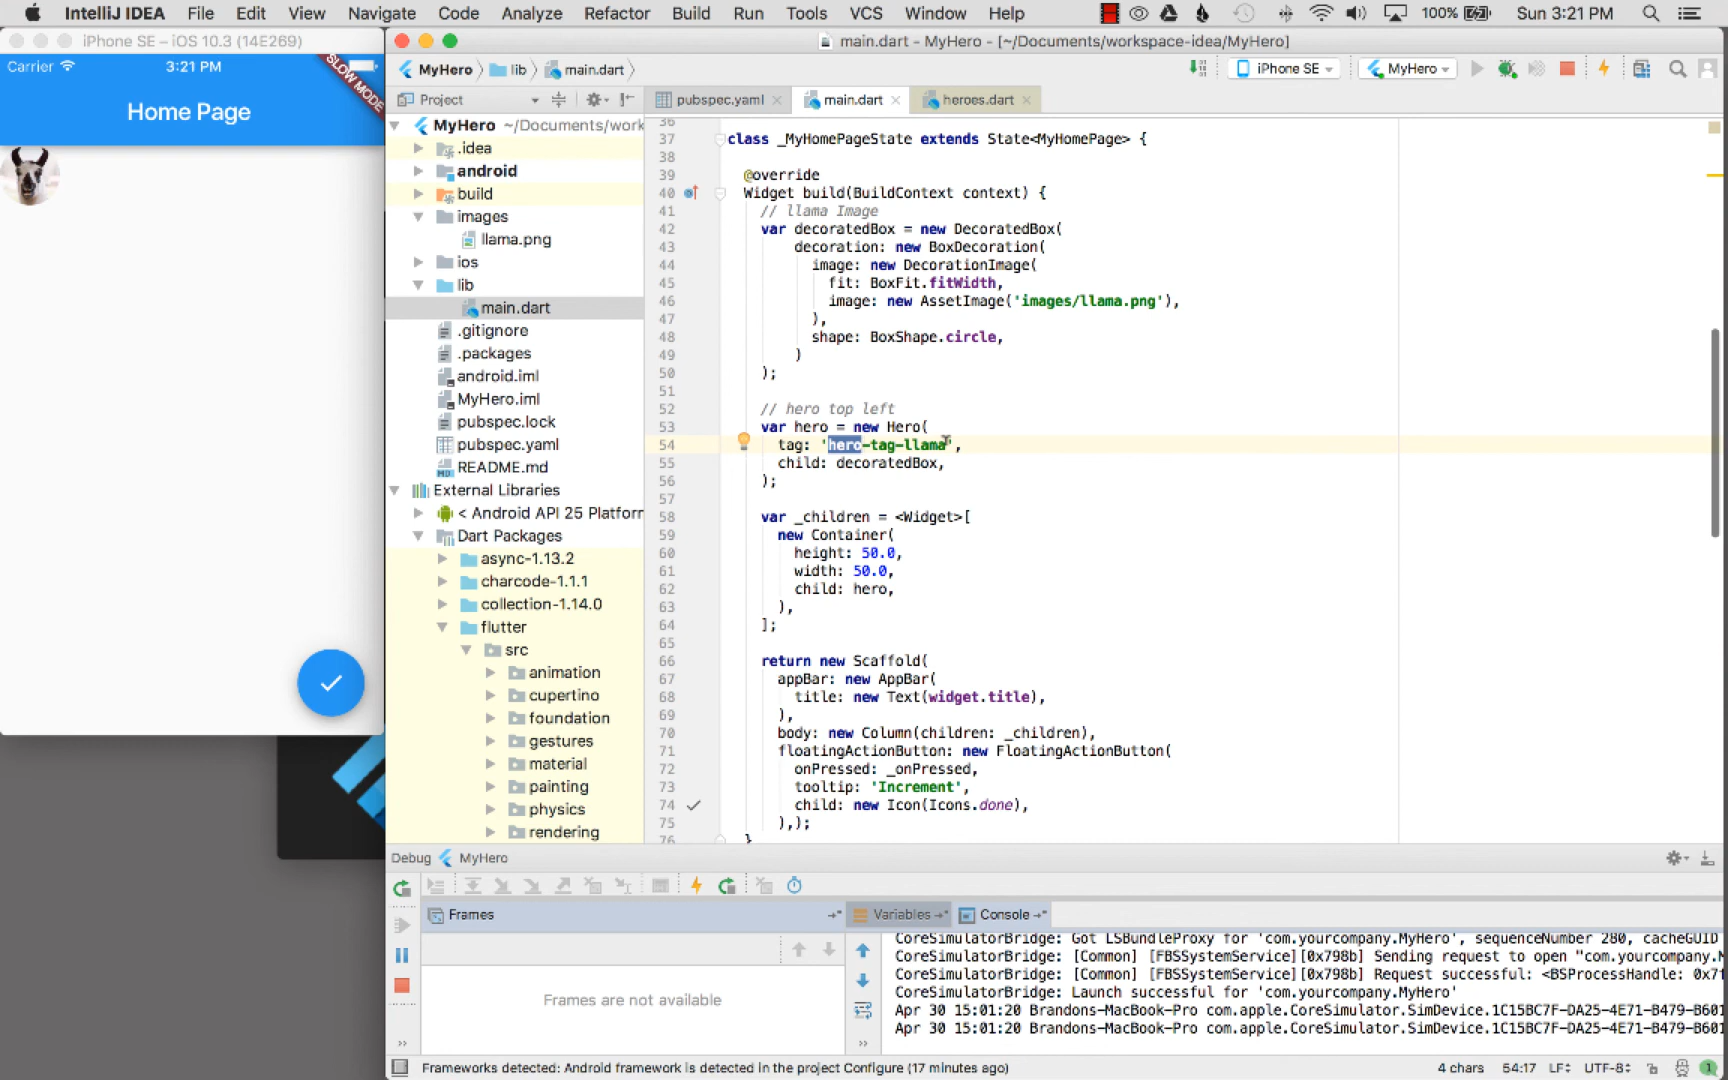 IntelliJ IDEA File Edit View Navigate Code Analyze Refactor Build Run Tools VCS Window Help 100% Sun 3:21 PM
iPhone SE – iOS 10.3 (14E269)
Carrier 3:21 PM
SLOW MODE
Home Page
main.dart - MyHero - [~/Documents/workspace-idea/MyHero]
MyHero lib main.dart iPhone SE MyHero
Project
pubspec.yaml main.dart heroes.dart
MyHero ~/Documents/work
.idea
android
build
images
llama.png
ios
lib
main.dart
.gitignore
.packages
android.iml
MyHero.iml
pubspec.lock
pubspec.yaml
README.md
External Libraries
< Android API 25 Platforr
Dart Packages
async-1.13.2
charcode-1.1.1
collection-1.14.0
flutter
src
animation
cupertino
foundation
gestures
material
painting
physics
rendering
36
37 class _MyHomePageState extends State<MyHomePage> {
38
39 @override
40 Widget build(BuildContext context) {
41 // llama Image
42 var decoratedBox = new DecoratedBox(
43 decoration: new BoxDecoration(
44 image: new DecorationImage(
45 fit: BoxFit.fitWidth,
46 image: new AssetImage('images/llama.png'),
47 ),
48 shape: BoxShape.circle,
49 )
50 );
51
52 // hero top left
53 var hero = new Hero(
54 tag: 'hero-tag-llama',
55 child: decoratedBox,
56 );
57
58 var _children = <Widget>[
59 new Container(
60 height: 50.0,
61 width: 50.0,
62 child: hero,
63 ),
64 ];
65
66 return new Scaffold(
67 appBar: new AppBar(
68 title: new Text(widget.title),
69 ),
70 body: new Column(children: _children),
71 floatingActionButton: new FloatingActionButton(
72 onPressed: _onPressed,
73 tooltip: 'Increment',
74 child: new Icon(Icons.done),
75 ),);
76 }
Debug MyHero
Frames Variables Console
Frames are not available
CoreSimulatorBridge: Got LSBundleProxy for 'com.yourcompany.MyHero', sequenceNumber 280, cacheGUID
CoreSimulatorBridge: [Common] [FBSSystemService][0x798b] Sending request to open "com.yourcompany.M
CoreSimulatorBridge: [Common] [FBSSystemService][0x798b] Request successful: <BSProcessHandle: 0x7f
CoreSimulatorBridge: Launch successful for 'com.yourcompany.MyHero'
Apr 30 15:01:20 Brandons-MacBook-Pro com.apple.CoreSimulator.SimDevice.1C15BC7F-DA25-4E71-B479-B601
Apr 30 15:01:20 Brandons-MacBook-Pro com.apple.CoreSimulator.SimDevice.1C15BC7F-DA25-4E71-B479-B601
Frameworks detected: Android framework is detected in the project Configure (17 minutes ago) 4 chars 54:17 LF UTF-8 1